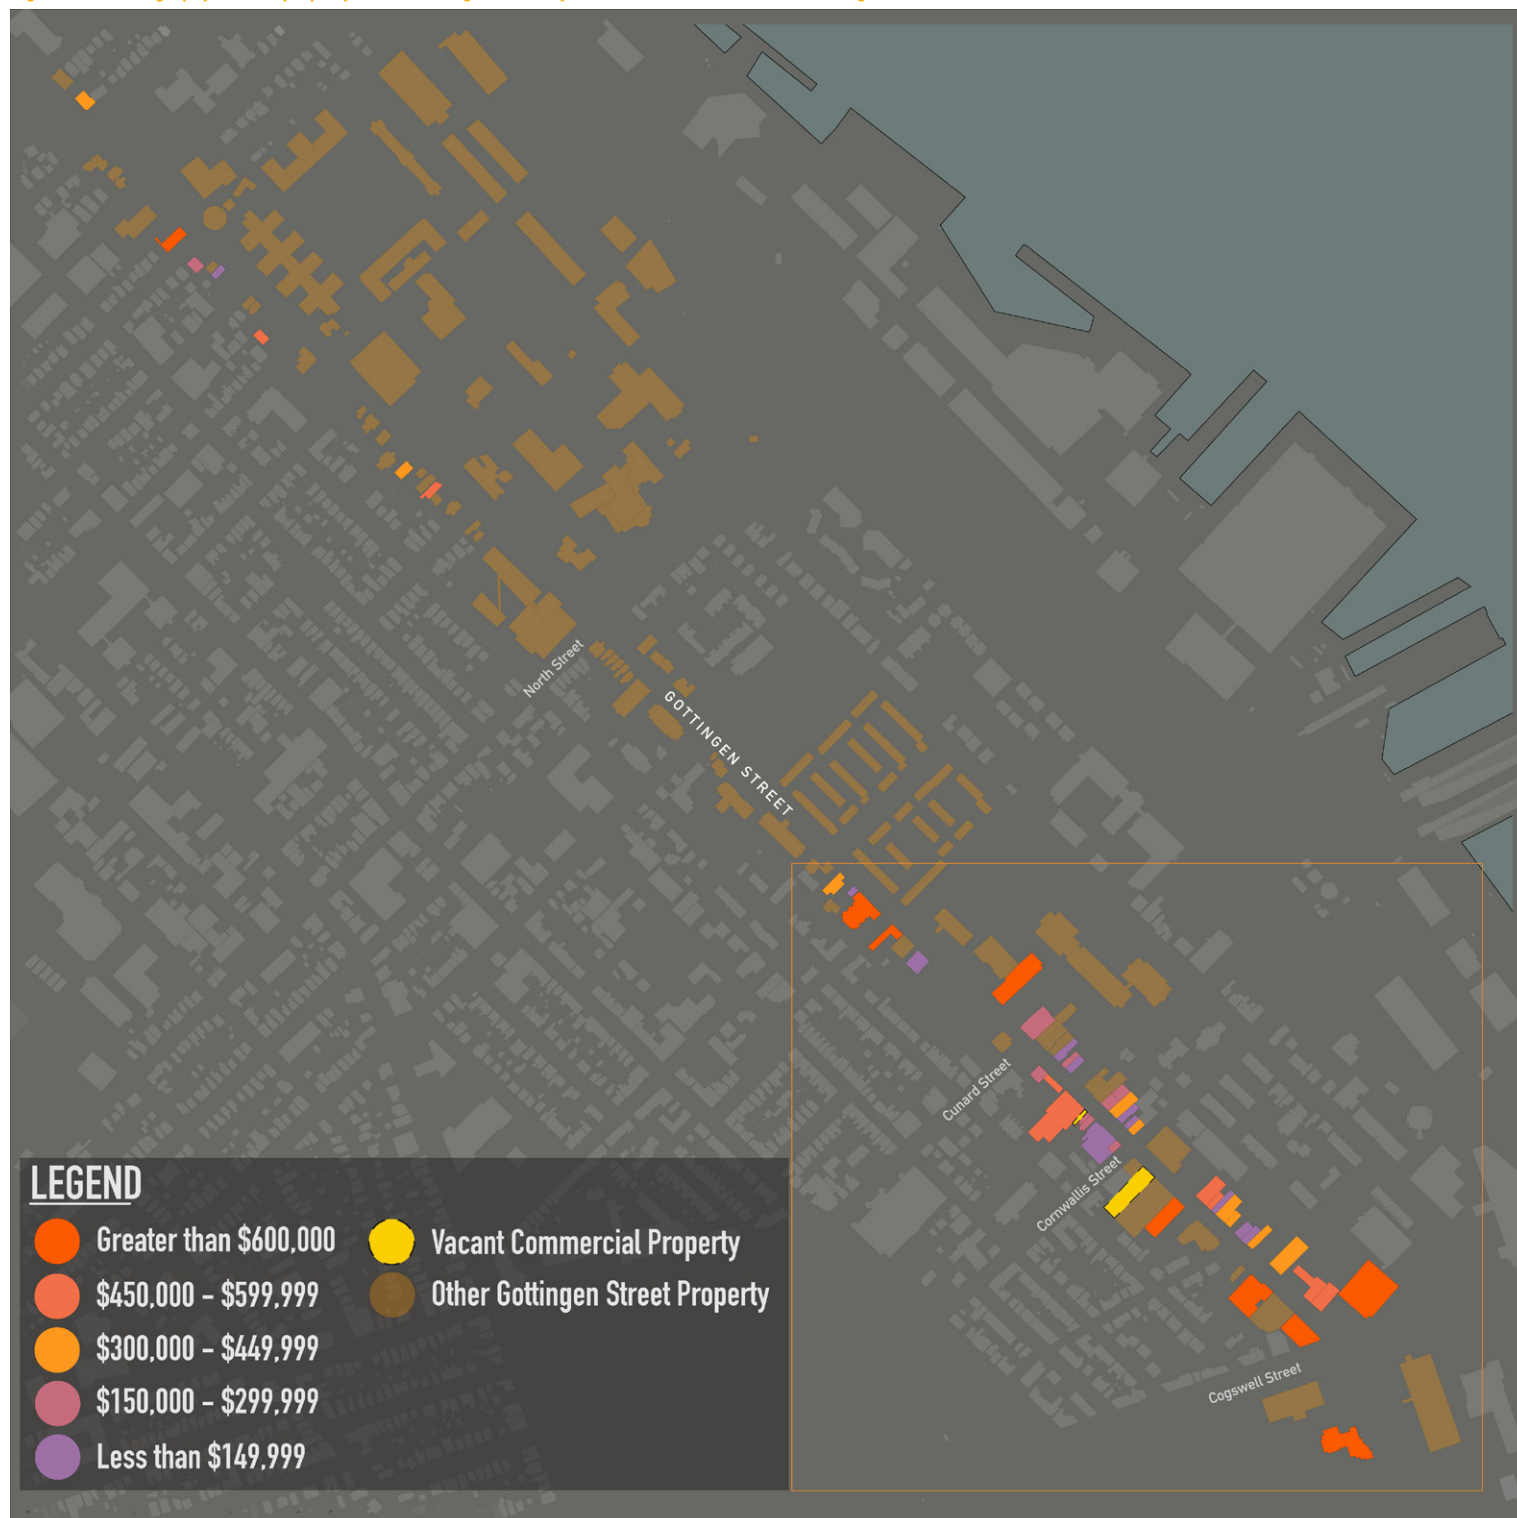 North Street
GOTTINGEN STREET
Cunard Street
Cornwallis Street
Cogswell Street
LEGEND
Greater than $600,000
$450,000 - $599,999
$300,000 - $449,999
$150,000 - $299,999
Less than $149,999
Vacant Commercial Property
Other Gottingen Street Property